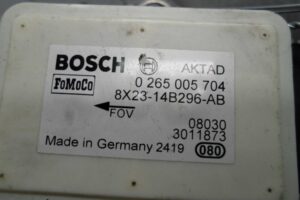 BOSCH AKTAD
FoMoCo 0 265 005 704
8X23-14B296-AB
FOV
08030
3011873
Made in Germany 2419 080